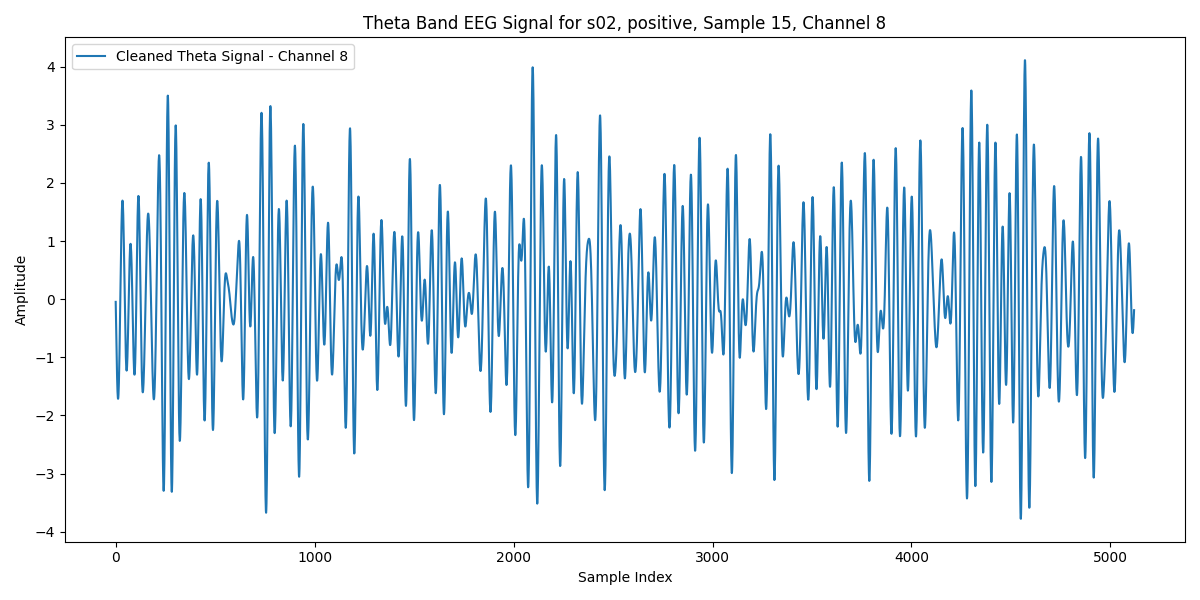 Theta Band EEG Signal for s02, positive, Sample 15, Channel 8
Cleaned Theta Signal - Channel 8
4
3
2
1
0
−1
−2
−3
−4
Amplitude
0 1000 2000 3000 4000 5000
Sample Index